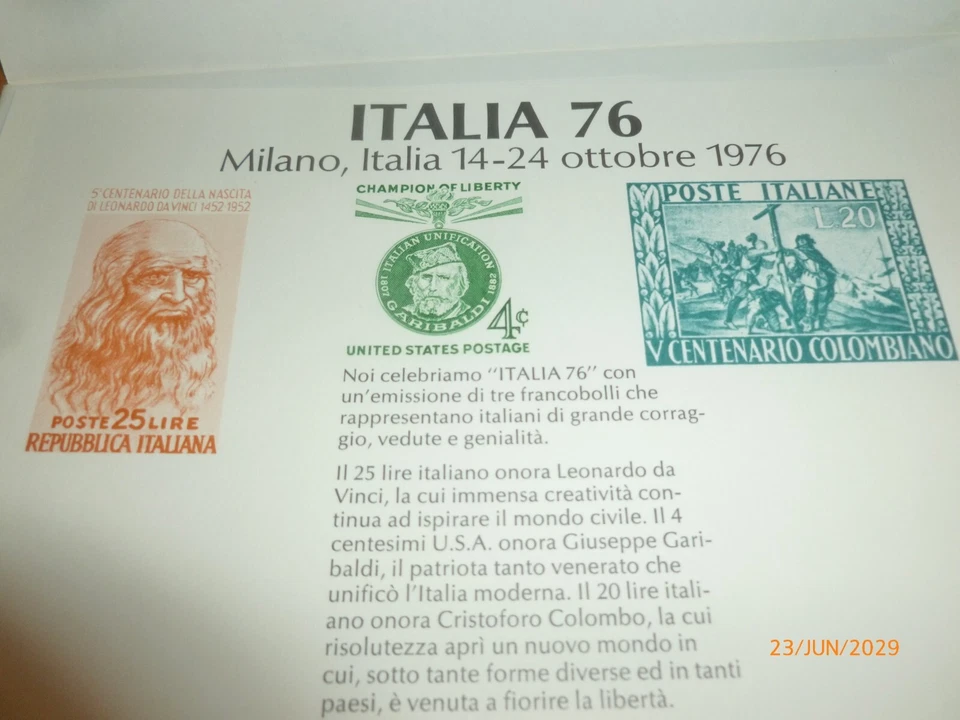 ITALIA 76
Milano, Italia 14-24 ottobre 1976
5° CENTENARIO DELLA NASCITA
DI LEONARDO DA VINCI 1452-1952
POSTE 25 LIRE
REPUBBLICA ITALIANA
CHAMPION OF LIBERTY
1807 ITALIAN UNIFICATION 1882
GARIBALDI
4¢
UNITED STATES POSTAGE
POSTE ITALIANE
L.20
V CENTENARIO COLOMBIANO
Noi celebriamo "ITALIA 76" con
un'emissione di tre francobolli che
rappresentano italiani di grande corrag-
gio, vedute e genialità.
Il 25 lire italiano onora Leonardo da
Vinci, la cui immensa creatività con-
tinua ad ispirare il mondo civile. Il 4
centesimi U.S.A. onora Giuseppe Gari-
baldi, il patriota tanto venerato che
unificò l'Italia moderna. Il 20 lire itali-
ano onora Cristoforo Colombo, la cui
risolutezza aprì un nuovo mondo in
cui, sotto tante forme diverse ed in tanti
paesi, è venuta a fiorire la libertà.
23/JUN/2029